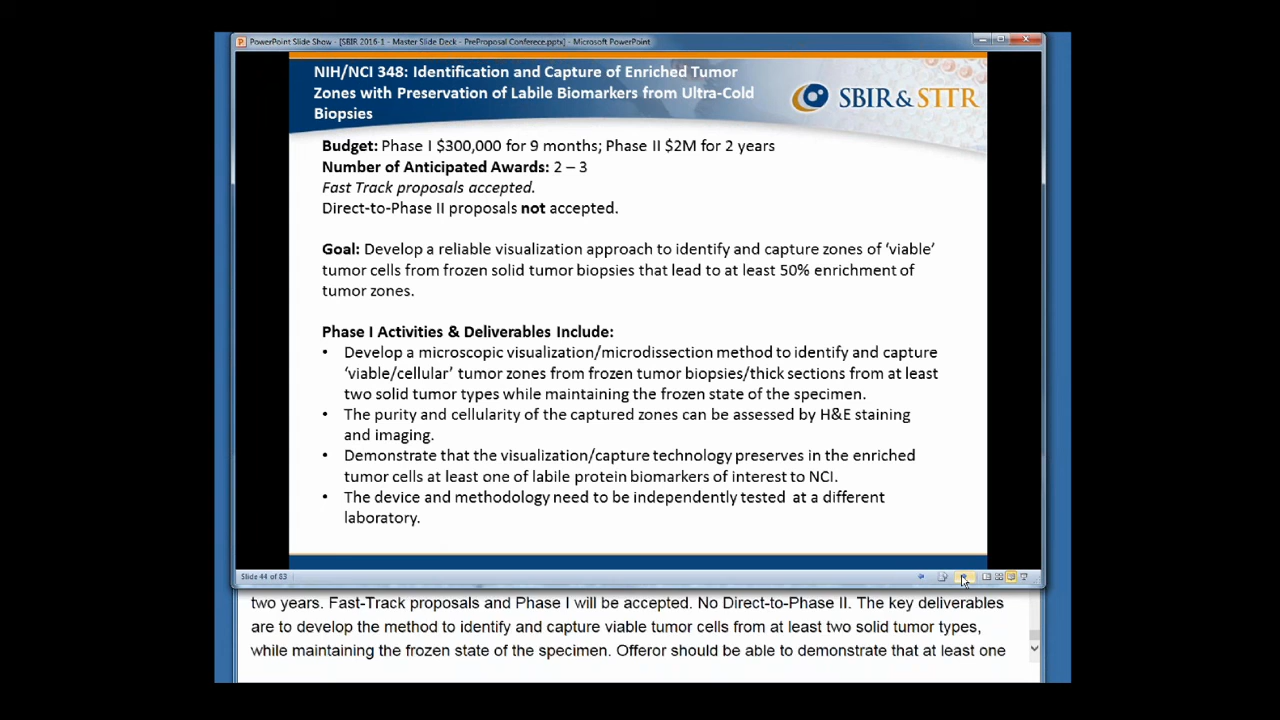 PowerPoint Slide Show - [SBIR 2016-1 - Master Slide Deck - PreProposal Conferece.pptx] - Microsoft PowerPoint
NIH/NCI 348: Identification and Capture of Enriched Tumor
Zones with Preservation of Labile Biomarkers from Ultra-Cold
Biopsies
SBIR & STTR
Budget: Phase I $300,000 for 9 months; Phase II $2M for 2 years
Number of Anticipated Awards: 2 – 3
Fast Track proposals accepted.
Direct-to-Phase II proposals not accepted.
Goal: Develop a reliable visualization approach to identify and capture zones of ‘viable’
tumor cells from frozen solid tumor biopsies that lead to at least 50% enrichment of
tumor zones.
Phase I Activities & Deliverables Include:
• Develop a microscopic visualization/microdissection method to identify and capture
‘viable/cellular’ tumor zones from frozen tumor biopsies/thick sections from at least
two solid tumor types while maintaining the frozen state of the specimen.
• The purity and cellularity of the captured zones can be assessed by H&E staining
and imaging.
• Demonstrate that the visualization/capture technology preserves in the enriched
tumor cells at least one of labile protein biomarkers of interest to NCI.
• The device and methodology need to be independently tested at a different
laboratory.
Slide 44 of 83
two years. Fast-Track proposals and Phase I will be accepted. No Direct-to-Phase II. The key deliverables
are to develop the method to identify and capture viable tumor cells from at least two solid tumor types,
while maintaining the frozen state of the specimen. Offeror should be able to demonstrate that at least one